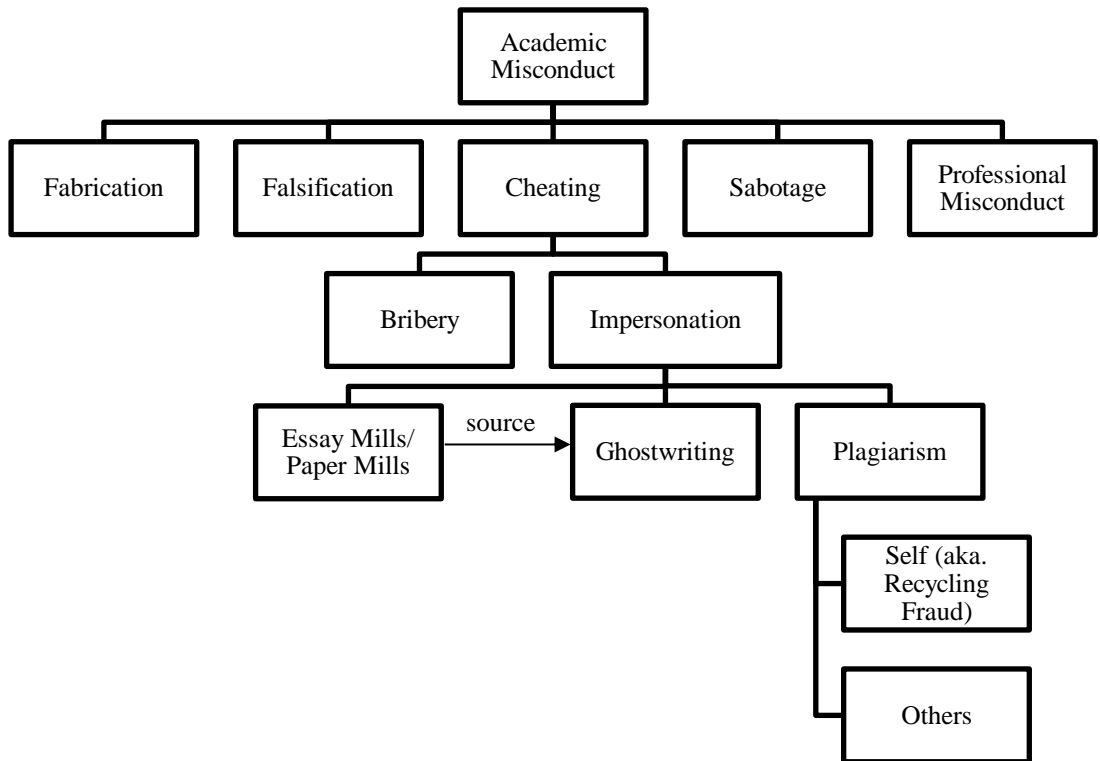 Academic
Misconduct
Fabrication
Falsification
Cheating
Sabotage
Professional
Misconduct
Bribery
Impersonation
Essay Mills/
Paper Mills
source
Ghostwriting
Plagiarism
Self (aka.
Recycling
Fraud)
Others